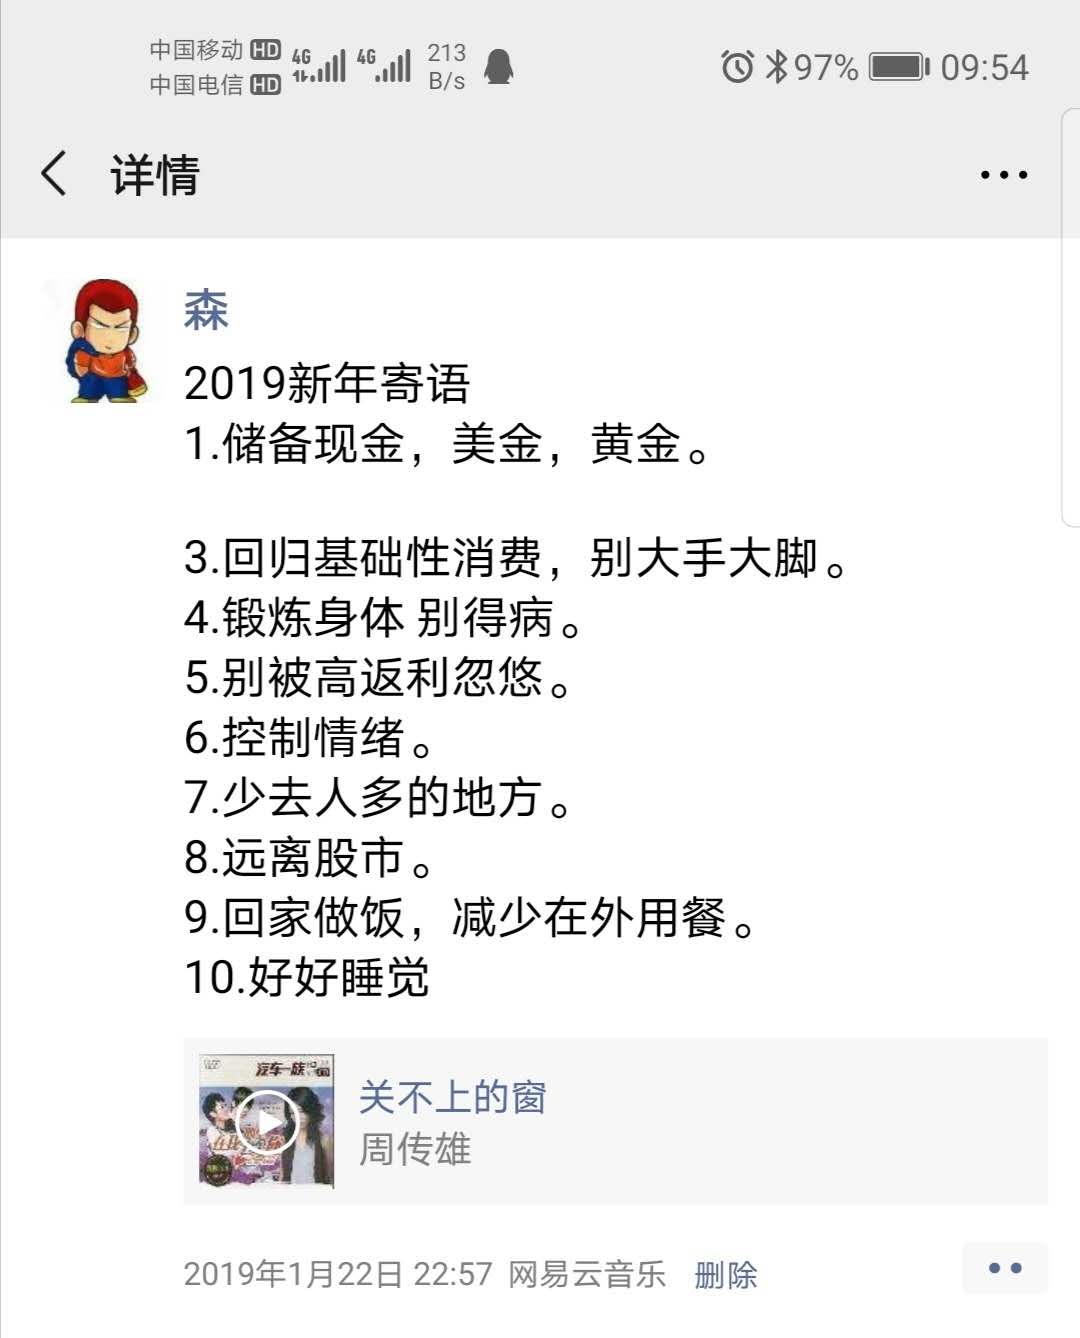 中国移动 HD 4G 4G 213 97% 09:54
中国电信 HD B/s
详情
森
2019新年寄语
1.储备现金，美金，黄金。
3.回归基础性消费，别大手大脚。
4.锻炼身体 别得病。
5.别被高返利忽悠。
6.控制情绪。
7.少去人多的地方。
8.远离股市。
9.回家做饭，减少在外用餐。
10.好好睡觉
汽车一族
关不上的窗
周传雄
2019年1月22日 22:57 网易云音乐 删除